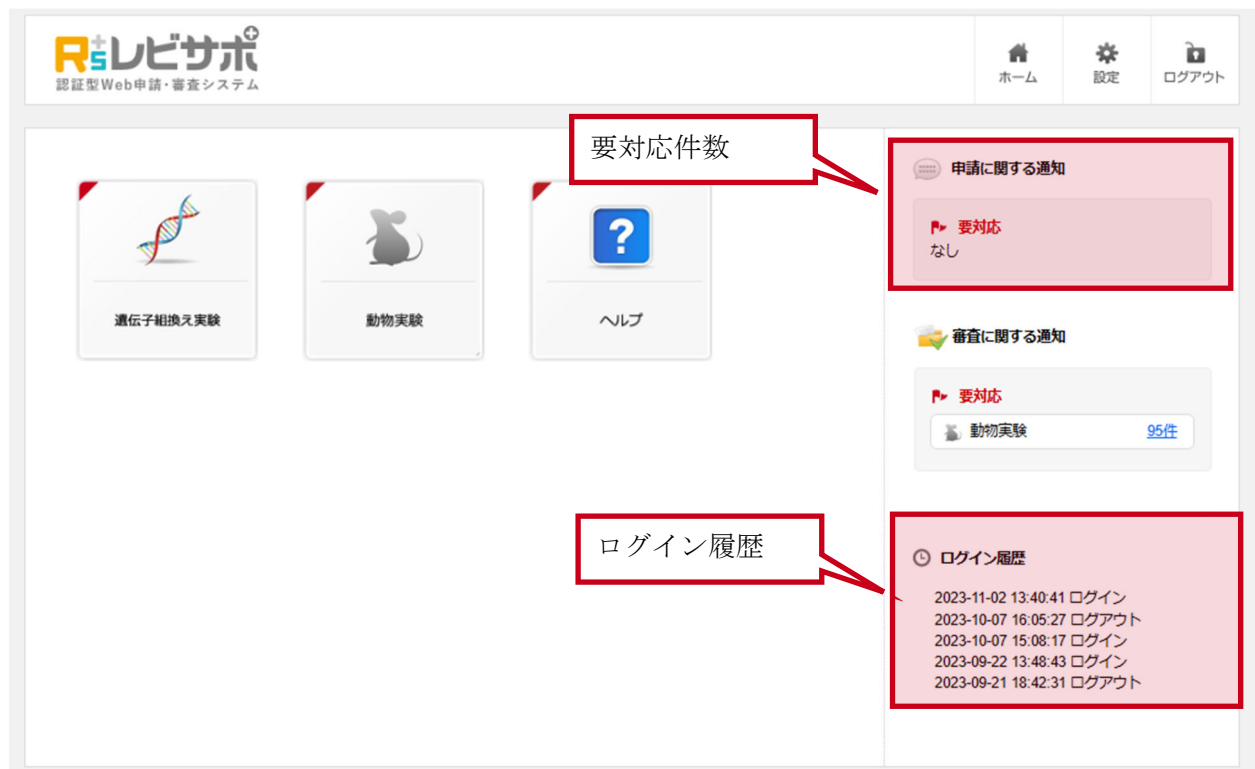 R+s レビサポ+
認証型Web申請・審査システム
ホーム
設定
ログアウト
要対応件数
遺伝子組換え実験
動物実験
?
ヘルプ
申請に関する通知
要対応
なし
審査に関する通知
要対応
動物実験 95件
ログイン履歴
ログイン履歴
2023-11-02 13:40:41 ログイン
2023-10-07 16:05:27 ログアウト
2023-10-07 15:08:17 ログイン
2023-09-22 13:48:43 ログイン
2023-09-21 18:42:31 ログアウト